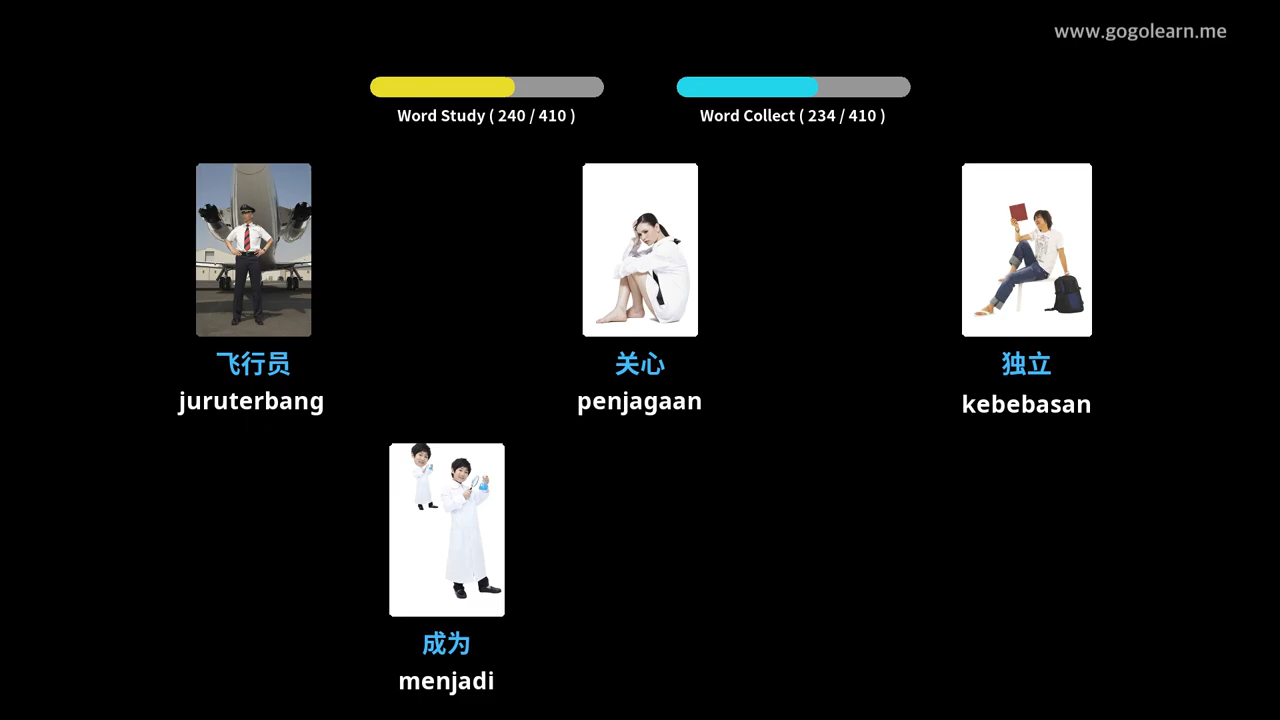 www.gogolearn.me
Word Study ( 240 / 410 )
Word Collect ( 234 / 410 )
飞行员
juruterbang
关心
penjagaan
独立
kebebasan
成为
menjadi